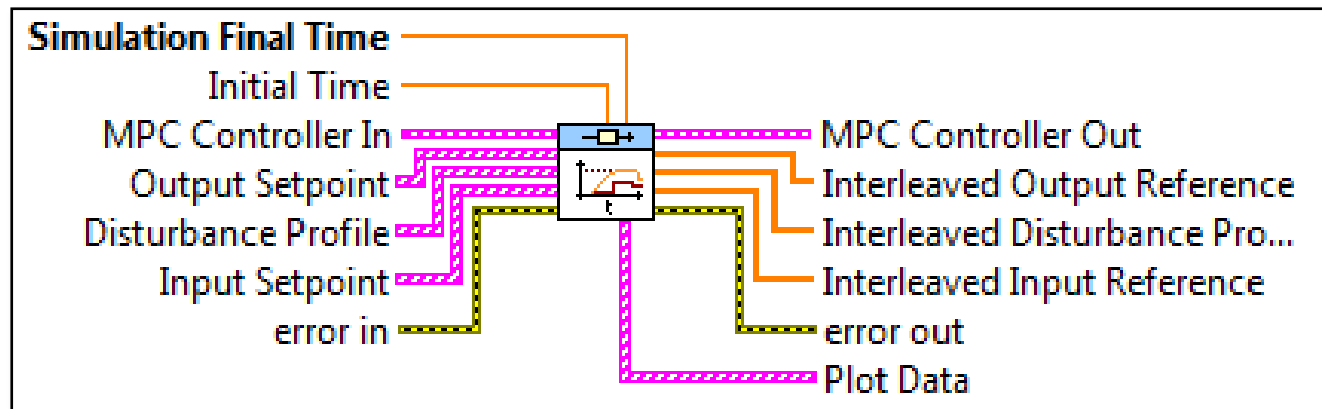 Simulation Final Time
Initial Time
MPC Controller In
Output Setpoint
Disturbance Profile
Input Setpoint
error in
t
MPC Controller Out
Interleaved Output Reference
Interleaved Disturbance Pro...
Interleaved Input Reference
error out
Plot Data